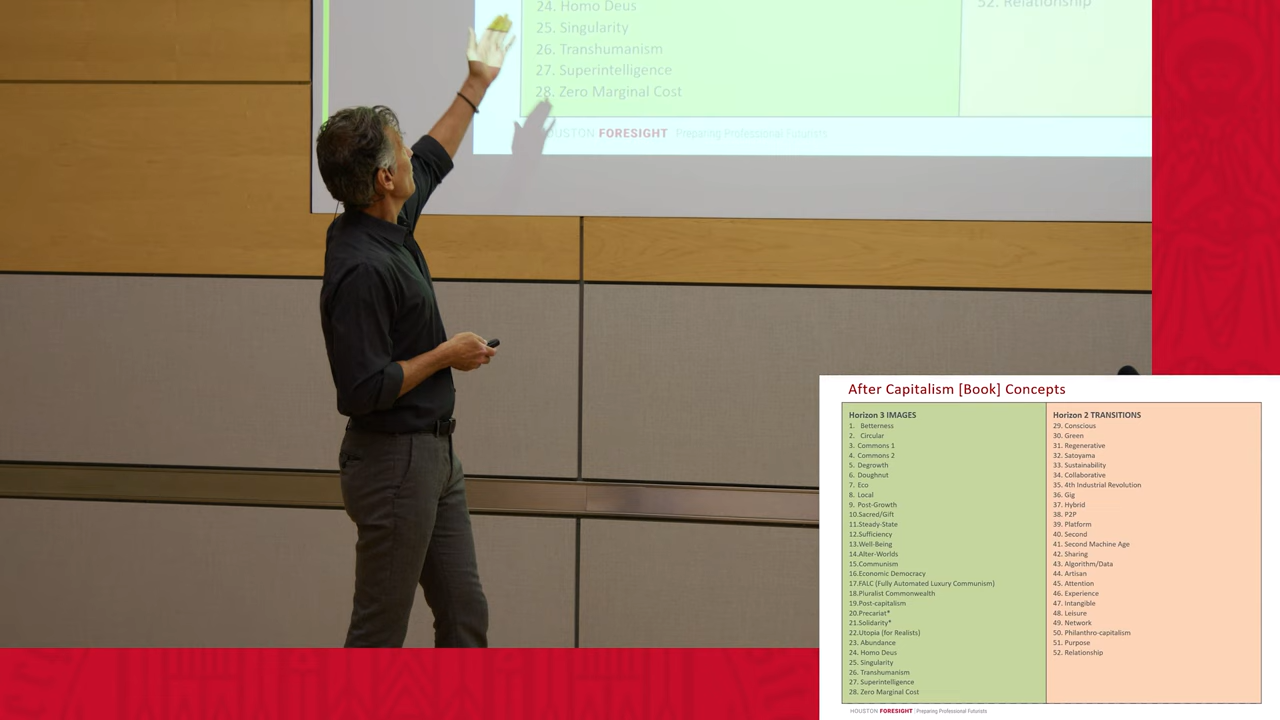 24. Homo Deus
25. Singularity
26. Transhumanism
27. Superintelligence
28. Zero Marginal Cost
52. Relationship
HOUSTON FORESIGHT Preparing Professional Futurists
After Capitalism [Book] Concepts
Horizon 3 IMAGES
1. Betterness
2. Circular
3. Commons 1
4. Commons 2
5. Degrowth
6. Doughnut
7. Eco
8. Local
9. Post-Growth
10.Sacred/Gift
11.Steady-State
12.Sufficiency
13.Well-Being
14.Alter-Worlds
15.Communism
16.Economic Democracy
17.FALC (Fully Automated Luxury Communism)
18.Pluralist Commonwealth
19.Post-capitalism
20.Precariat*
21.Solidarity*
22.Utopia (for Realists)
23. Abundance
24. Homo Deus
25. Singularity
26. Transhumanism
27. Superintelligence
28. Zero Marginal Cost
Horizon 2 TRANSITIONS
29. Conscious
30. Green
31. Regenerative
32. Satoyama
33. Sustainability
34. Collaborative
35. 4th Industrial Revolution
36. Gig
37. Hybrid
38. P2P
39. Platform
40. Second
41. Second Machine Age
42. Sharing
43. Algorithm/Data
44. Artisan
45. Attention
46. Experience
47. Intangible
48. Leisure
49. Network
50. Philanthro-capitalism
51. Purpose
52. Relationship
HOUSTON FORESIGHT Preparing Professional Futurists